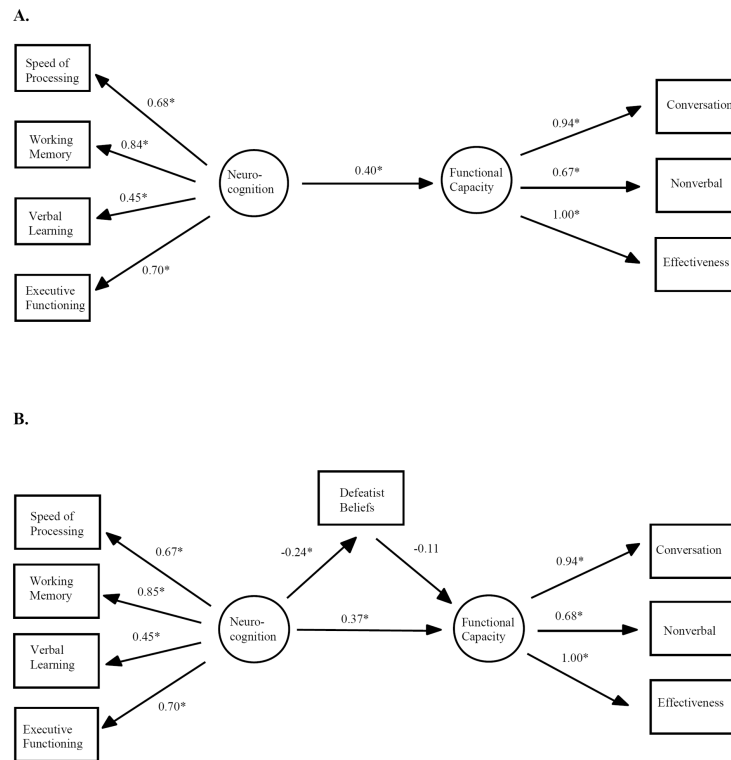 A.
Speed of
Processing
0.68*
Conversation
0.94*
Working
Memory
0.84*
Neuro-
cognition
0.40*
Functional
Capacity
0.67*
Nonverbal
Verbal
Learning
0.45*
1.00*
Effectiveness
Executive
Functioning
0.70*
B.
Defeatist
Beliefs
Speed of
Processing
0.67*
-0.24*
-0.11
0.94*
Conversation
Working
Memory
0.85*
Neuro-
cognition
0.37*
Functional
Capacity
0.68*
Nonverbal
Verbal
Learning
0.45*
1.00*
Effectiveness
Executive
Functioning
0.70*